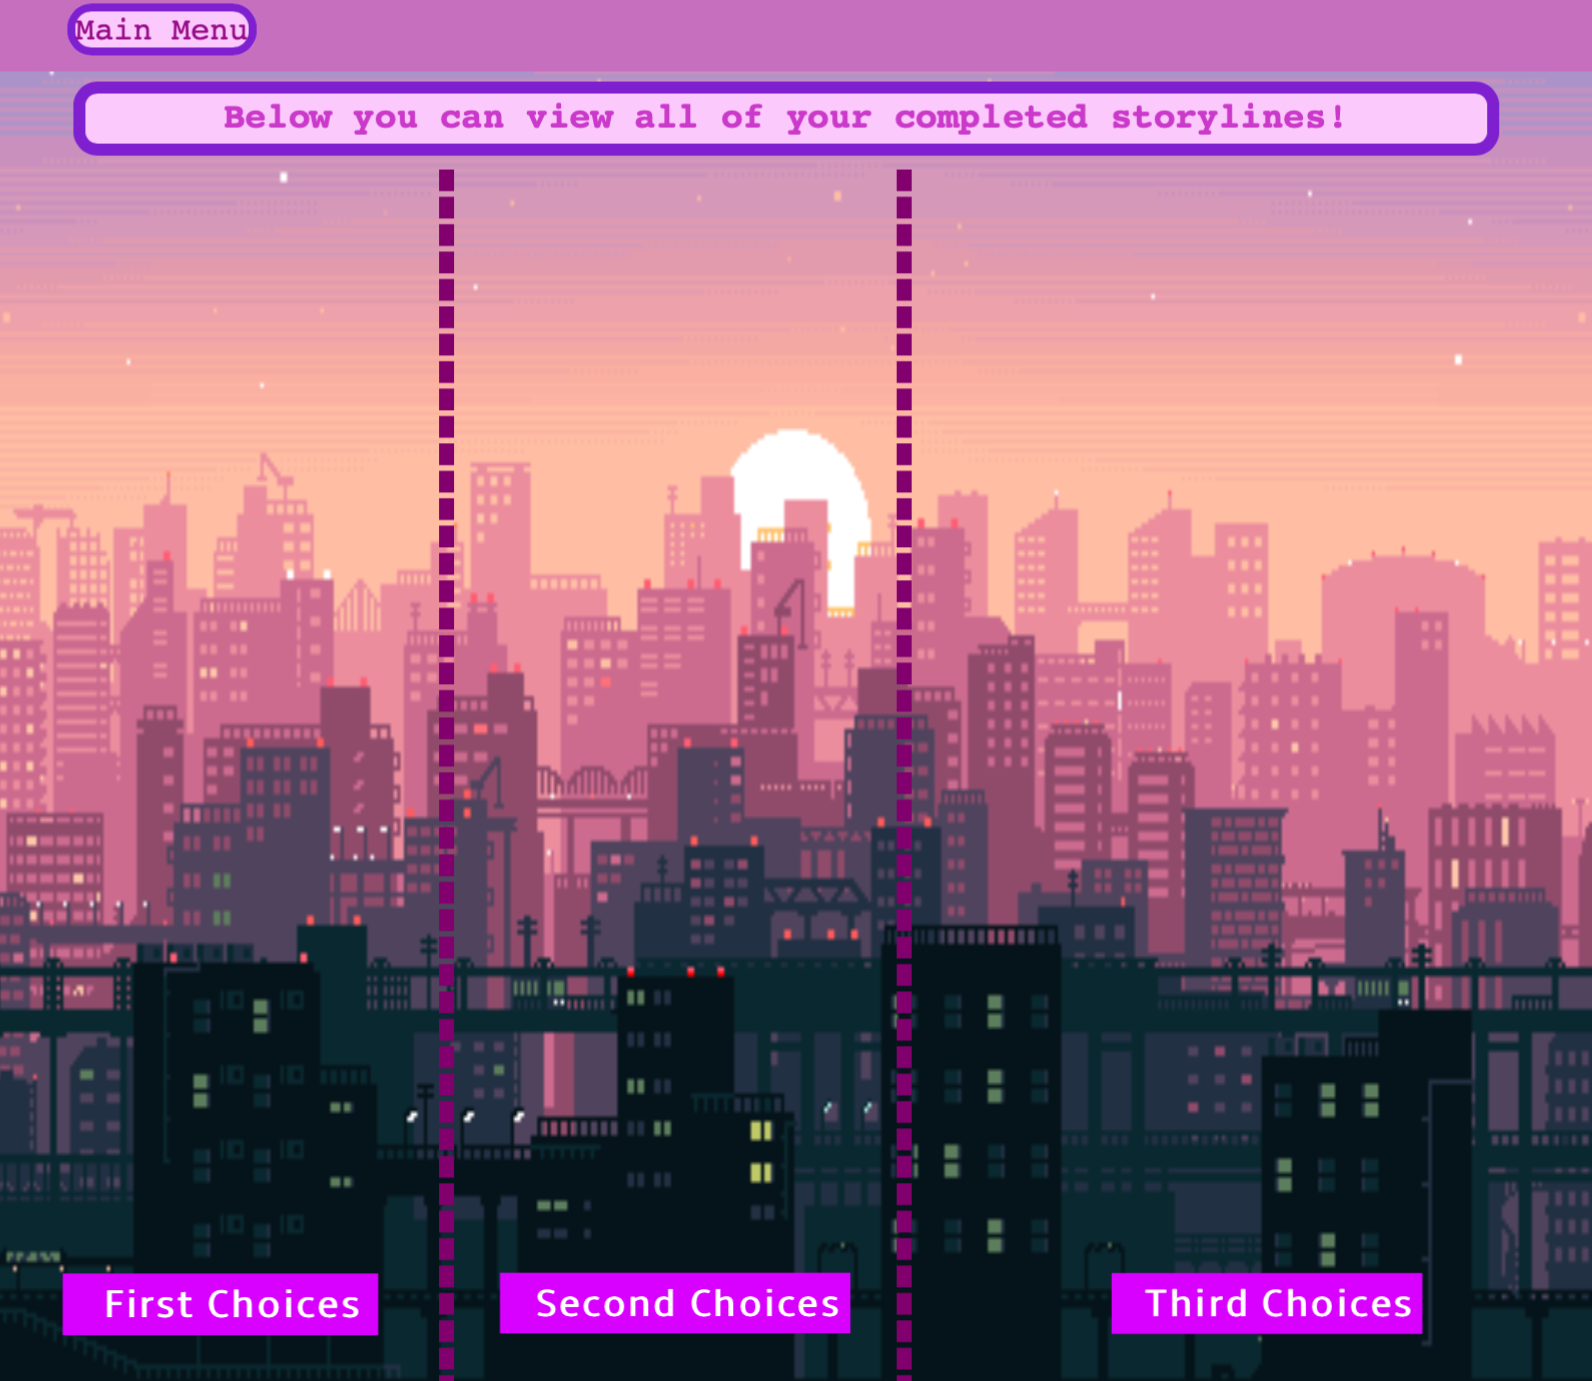 Main Menu
Below you can view all of your completed storylines!
First Choices
Second Choices
Third Choices